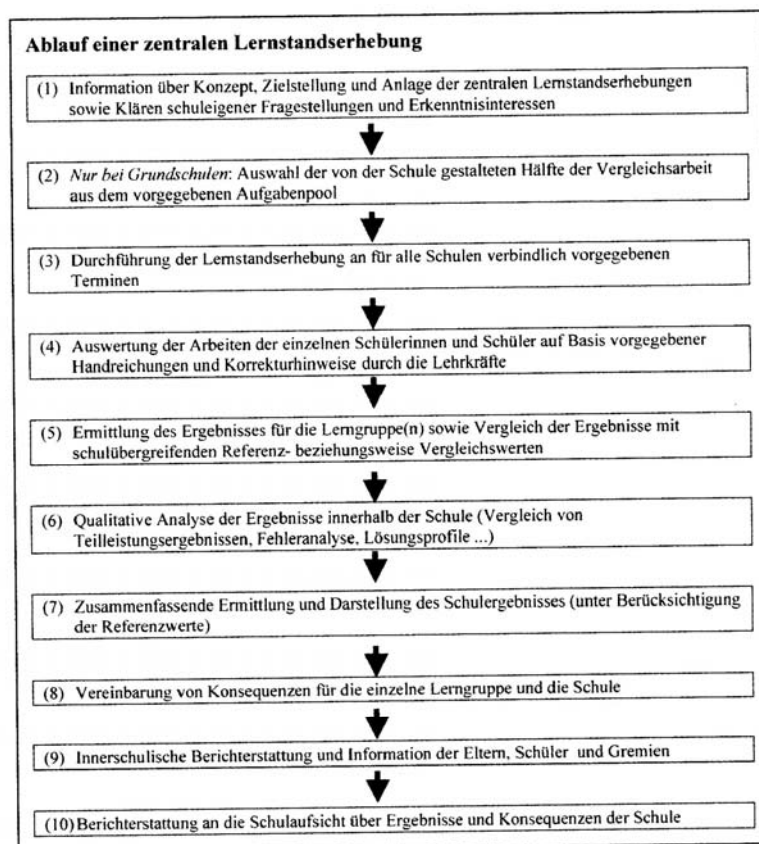 Ablauf einer zentralen Lernstandserhebung
(1) Information über Konzept, Zielstellung und Anlage der zentralen Lernstandserhebungen
sowie Klären schuleigener Fragestellungen und Erkenntnisinteressen
(2) Nur bei Grundschulen: Auswahl der von der Schule gestalteten Hälfte der Vergleichsarbeit
aus dem vorgegebenen Aufgabenpool
(3) Durchführung der Lernstandserhebung an für alle Schulen verbindlich vorgegebenen
Terminen
(4) Auswertung der Arbeiten der einzelnen Schülerinnen und Schüler auf Basis vorgegebener
Handreichungen und Korrekturhinweise durch die Lehrkräfte
(5) Ermittlung des Ergebnisses für die Lerngruppe(n) sowie Vergleich der Ergebnisse mit
schulübergreifenden Referenz- beziehungsweise Vergleichswerten
(6) Qualitative Analyse der Ergebnisse innerhalb der Schule (Vergleich von
Teilleistungsergebnissen, Fehleranalyse, Lösungsprofile ...)
(7) Zusammenfassende Ermittlung und Darstellung des Schulergebnisses (unter Berücksichtigung
der Referenzwerte)
(8) Vereinbarung von Konsequenzen für die einzelne Lerngruppe und die Schule
(9) Innerschulische Berichterstattung und Information der Eltern, Schüler und Gremien
(10) Berichterstattung an die Schulaufsicht über Ergebnisse und Konsequenzen der Schule